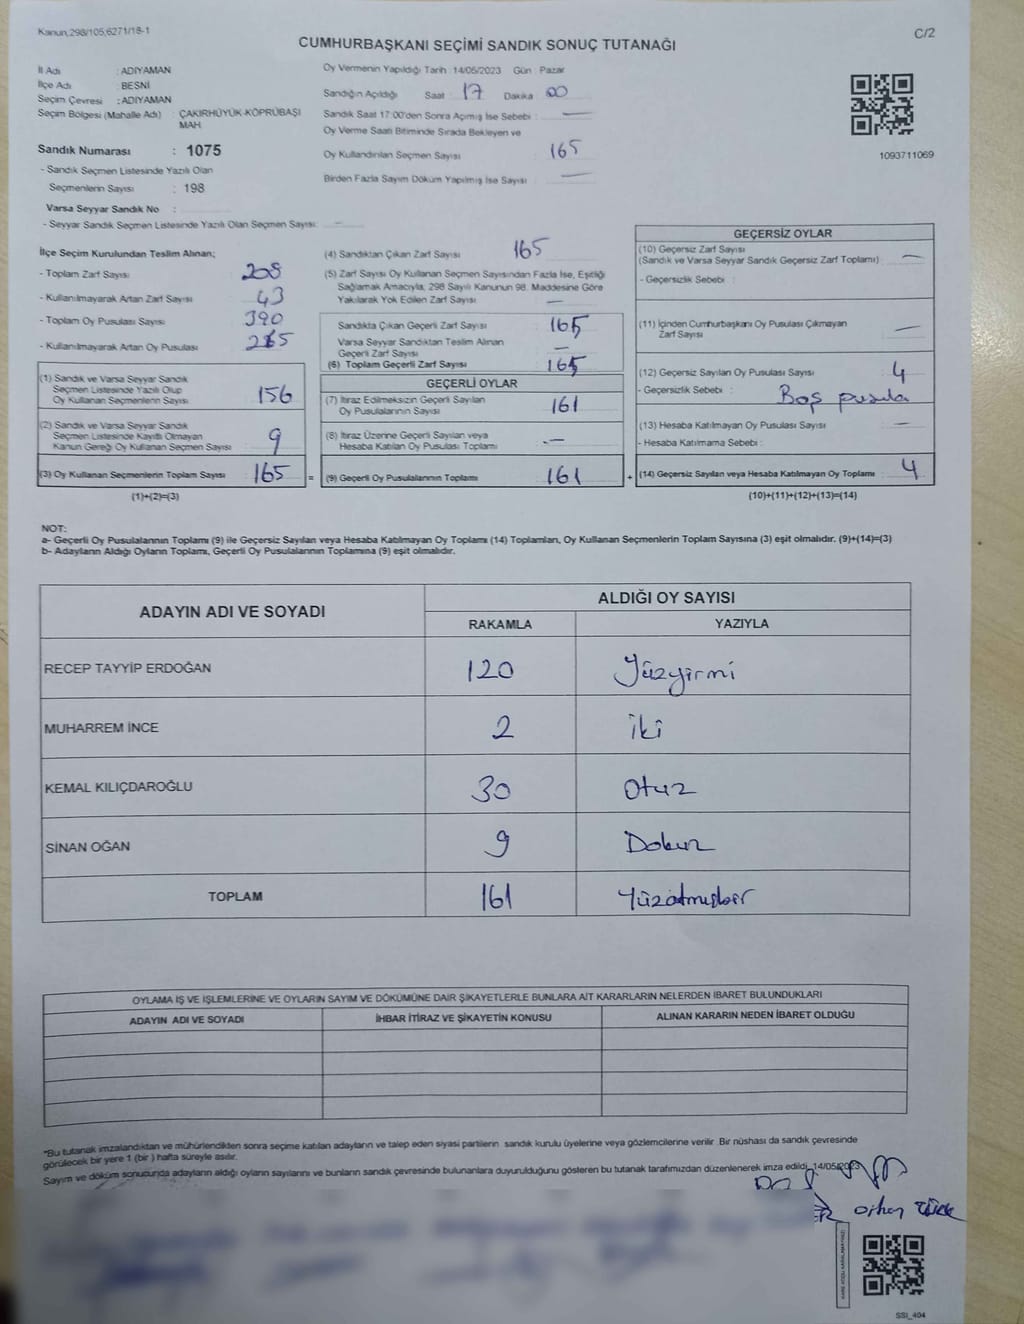 Kanun,298/105,6271/18-1
C/2
CUMHURBAŞKANI SEÇİMİ SANDIK SONUÇ TUTANAĞI
İl Adı : ADIYAMAN
İlçe Adı : BESNİ
Seçim Çevresi : ADIYAMAN
Seçim Bölgesi (Mahalle Adı) : ÇAKIRHÜYÜK-KÖPRÜBAŞI MAH
Sandık Numarası : 1075
- Sandık Seçmen Listesinde Yazılı Olan
Seçmenlerin Sayısı : 198
Varsa Seyyar Sandık No :
- Seyyar Sandık Seçmen Listesinde Yazılı Olan Seçmen Sayısı: —
Oy Vermenin Yapıldığı Tarih : 14/05/2023 Gün : Pazar
Sandığın Açıldığı Saat : 17 Dakika 00
Sandık Saat 17:00'den Sonra Açımış İse Sebebi : —
Oy Verme Saati Bitiminde Sırada Bekleyen ve
Oy Kullandırılan Seçmen Sayısı 165
Birden Fazla Sayım Döküm Yapılmış İse Sayısı —
1093711069
İlçe Seçim Kurulundan Teslim Alınan;
- Toplam Zarf Sayısı 208
- Kullanılmayarak Artan Zarf Sayısı 43
- Toplam Oy Pusulası Sayısı 390
- Kullanılmayarak Artan Oy Pusulası
(1) Sandık ve Varsa Seyyar Sandık
Seçmen Listesinde Yazılı Olup
Oy Kullanan Seçmenlerin Sayısı 156
(2) Sandık ve Varsa Seyyar Sandık
Seçmen Listesinde Kayıtlı Olmayan
Kanun Gereği Oy Kullanan Seçmen Sayısı 9
(3) Oy Kullanan Seçmenlerin Toplam Sayısı 165 =
(1)+(2)=(3)
(4) Sandıktan Çıkan Zarf Sayısı 165
(5) Zarf Sayısı Oy Kullanan Seçmen Sayısından Fazla İse, Eşitliği
Sağlamak Amacıyla, 298 Sayılı Kanunun 98. Maddesine Göre
Yakılarak Yok Edilen Zarf Sayısı —
Sandıkta Çıkan Geçerli Zarf Sayısı 165
Varsa Seyyar Sandıktan Teslim Alınan
Geçerli Zarf Sayısı —
(6) Toplam Geçerli Zarf Sayısı 165
GEÇERLİ OYLAR
(7) İtiraz Edilmeksizin Geçerli Sayılan
Oy Pusulalarının Sayısı 161
(8) İtiraz Üzerine Geçerli Sayılan veya
Hesaba Katılan Oy Pusulası Toplamı —
(9) Geçerli Oy Pusulalarının Toplamı 161 +
GEÇERSİZ OYLAR
(10) Geçersiz Zarf Sayısı
(Sandık ve Varsa Seyyar Sandık Geçersiz Zarf Toplamı) —
- Geçersizlik Sebebi :
(11) İçinden Cumhurbaşkanı Oy Pusulası Çıkmayan
Zarf Sayısı —
(12) Geçersiz Sayılan Oy Pusulası Sayısı 4
- Geçersizlik Sebebi : Boş pusula
(13) Hesaba Katılmayan Oy Pusulası Sayısı —
- Hesaba Katılmama Sebebi :
(14) Geçersiz Sayılan veya Hesaba Katılmayan Oy Toplamı 4
(10)+(11)+(12)+(13)=(14)
NOT:
a- Geçerli Oy Pusulalarının Toplamı (9) ile Geçersiz Sayılan veya Hesaba Katılmayan Oy Toplamı (14) Toplamları, Oy Kullanan Seçmenlerin Toplam Sayısına (3) eşit olmalıdır. (9)+(14)=(3)
b- Adayların Aldığı Oyların Toplamı, Geçerli Oy Pusulalarının Toplamına (9) eşit olmalıdır.
ADAYIN ADI VE SOYADI
ALDIĞI OY SAYISI
RAKAMLA YAZIYLA
RECEP TAYYİP ERDOĞAN 120 Yüzyirmi
MUHARREM İNCE 2 iki
KEMAL KILIÇDAROĞLU 30 Otuz
SİNAN OĞAN 9 Dokuz
TOPLAM 161 Yüzatmışbir
OYLAMA İŞ VE İŞLEMLERİNE VE OYLARIN SAYIM VE DÖKÜMÜNE DAİR ŞİKAYETLERLE BUNLARA AİT KARARLARIN NELERDEN İBARET BULUNDUKLARI
ADAYIN ADI VE SOYADI İHBAR İTİRAZ VE ŞİKAYETİN KONUSU ALINAN KARARIN NEDEN İBARET OLDUĞU
*Bu tutanak imzalandıktan ve mühürlendikten sonra seçime katılan adayların ve talep eden siyasi partilerin sandık kurulu üyelerine veya gözlemcilerine verilir. Bir nüshası da sandık çevresinde
görülecek bir yere 1 (bir ) hafta süreyle asılır.
Sayım ve döküm sonucunda adayların aldığı oyların sayılarını ve bunların sandık çevresinde bulunanlara duyurulduğunu gösteren bu tutanak tarafımızdan düzenlenerek imza edildi. 14/05/2023
SSI_404